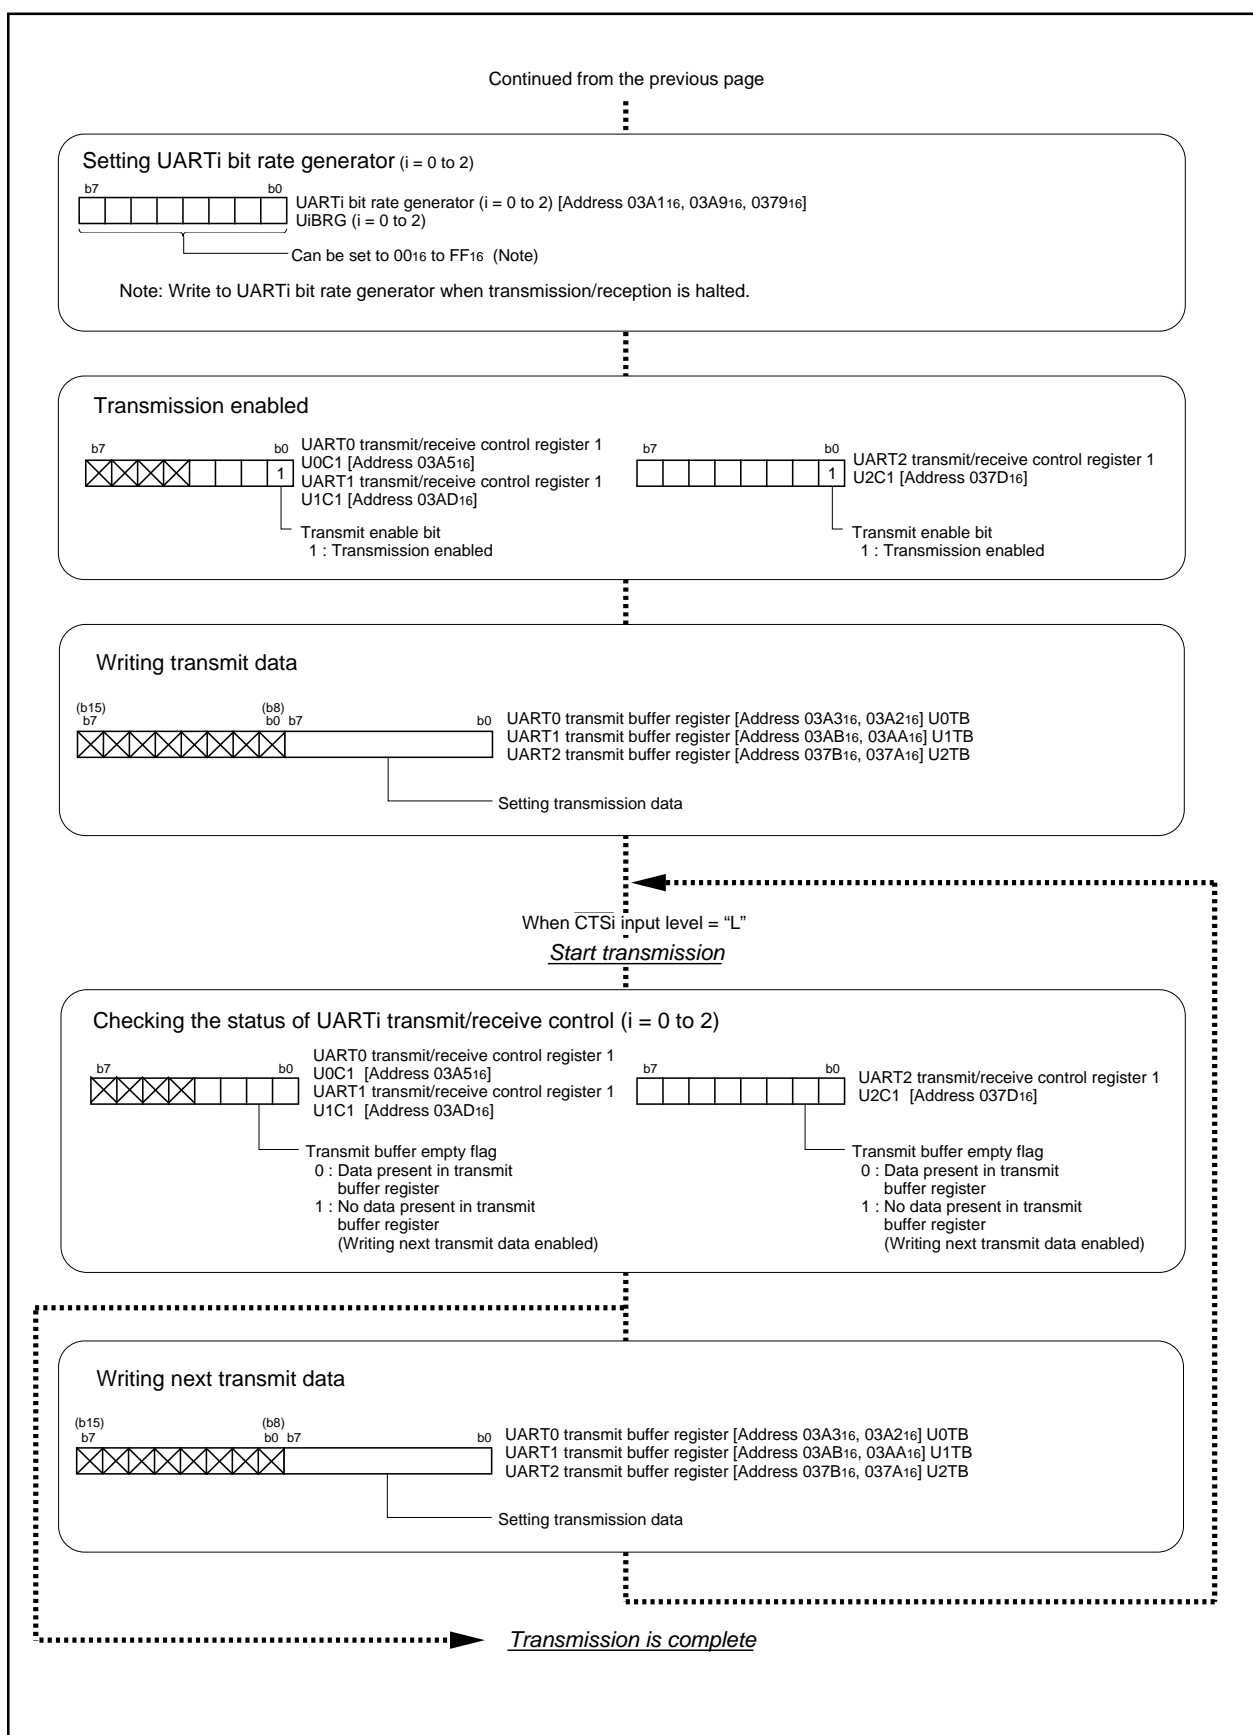 Continued from the previous page
Setting UARTi bit rate generator (i = 0 to 2)
b7 b0
UARTi bit rate generator (i = 0 to 2) [Address 03A116, 03A916, 037916]
UiBRG (i = 0 to 2)
Can be set to 0016 to FF16 (Note)
Note: Write to UARTi bit rate generator when transmission/reception is halted.
Transmission enabled
b7 b0
1
UART0 transmit/receive control register 1
U0C1 [Address 03A516]
UART1 transmit/receive control register 1
U1C1 [Address 03AD16]
Transmit enable bit
1 : Transmission enabled
b7 b0
1
UART2 transmit/receive control register 1
U2C1 [Address 037D16]
Transmit enable bit
1 : Transmission enabled
Writing transmit data
(b15) (b8)
b7 b0 b7 b0
UART0 transmit buffer register [Address 03A316, 03A216] U0TB
UART1 transmit buffer register [Address 03AB16, 03AA16] U1TB
UART2 transmit buffer register [Address 037B16, 037A16] U2TB
Setting transmission data
When CTSi input level = “L”
Start transmission
Checking the status of UARTi transmit/receive control (i = 0 to 2)
b7 b0
UART0 transmit/receive control register 1
U0C1 [Address 03A516]
UART1 transmit/receive control register 1
U1C1 [Address 03AD16]
Transmit buffer empty flag
0 : Data present in transmit
buffer register
1 : No data present in transmit
buffer register
(Writing next transmit data enabled)
b7 b0
UART2 transmit/receive control register 1
U2C1 [Address 037D16]
Transmit buffer empty flag
0 : Data present in transmit
buffer register
1 : No data present in transmit
buffer register
(Writing next transmit data enabled)
Writing next transmit data
(b15) (b8)
b7 b0 b7 b0
UART0 transmit buffer register [Address 03A316, 03A216] U0TB
UART1 transmit buffer register [Address 03AB16, 03AA16] U1TB
UART2 transmit buffer register [Address 037B16, 037A16] U2TB
Setting transmission data
Transmission is complete